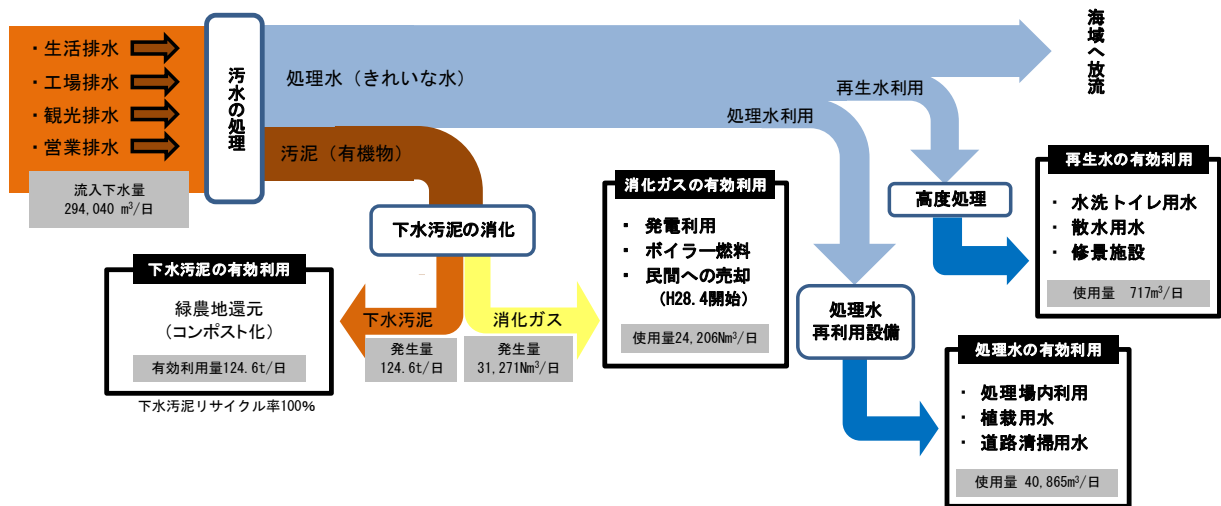 ・生活排水
・工場排水
・観光排水
・営業排水
流入下水量
294,040 m³/日
汚水の処理
処理水（きれいな水）
汚泥（有機物）
処理水利用
再生水利用
海域へ放流
下水汚泥の消化
下水汚泥の有効利用
緑農地還元
（コンポスト化）
有効利用量124.6t/日
下水汚泥リサイクル率100%
下水汚泥
発生量
124.6t/日
消化ガス
発生量
31,271Nm³/日
消化ガスの有効利用
・ 発電利用
・ ボイラー燃料
・ 民間への売却
(H28.4開始)
使用量24,206Nm³/日
高度処理
再生水の有効利用
・ 水洗トイレ用水
・ 散水用水
・ 修景施設
使用量 717m³/日
処理水
再利用設備
処理水の有効利用
・ 処理場内利用
・ 植栽用水
・ 道路清掃用水
使用量 40,865m³/日